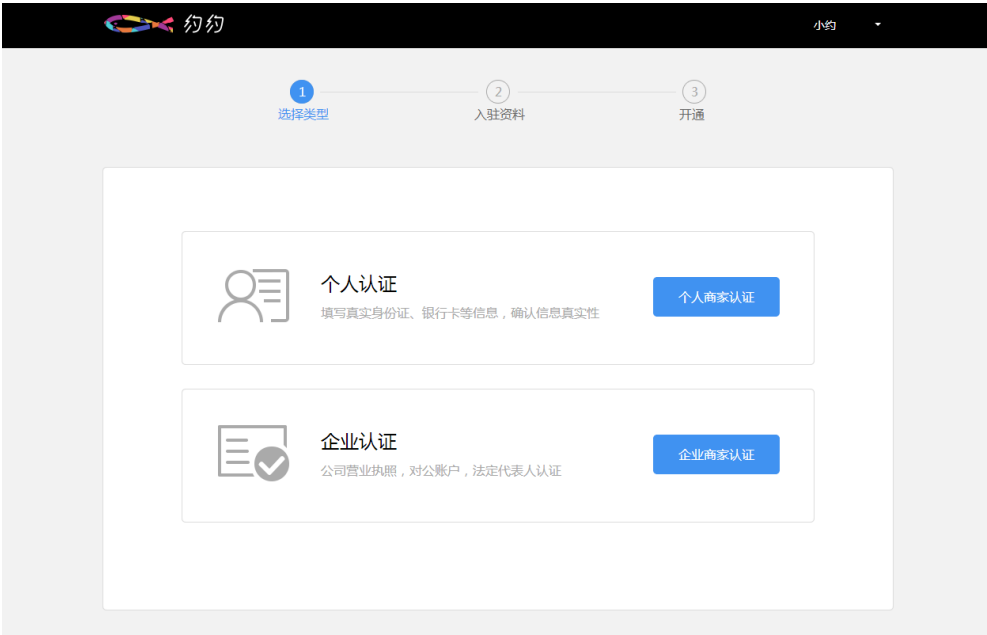 约约
小约
1
2
3
选择类型
入驻资料
开通
个人认证
填写真实身份证、银行卡等信息，确认信息真实性
个人商家认证
企业认证
公司营业执照，对公账户，法定代表人认证
企业商家认证